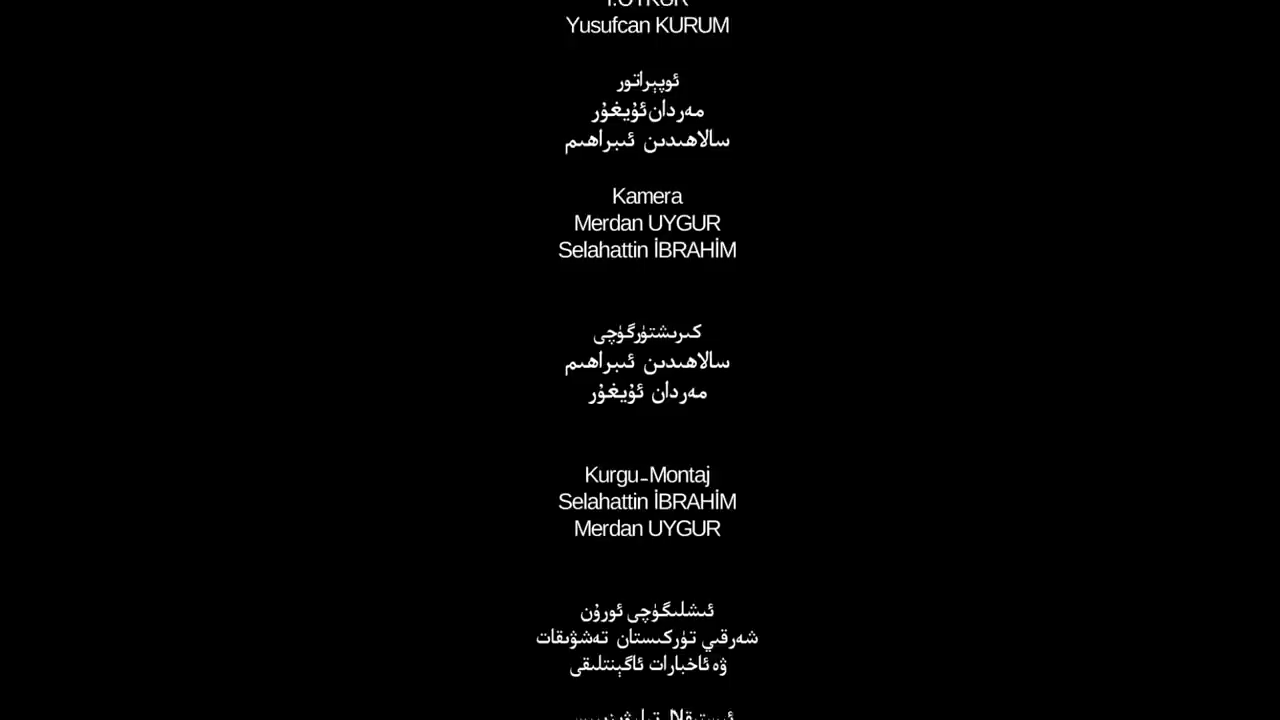 Yusufcan KURUM
ئوپېراتور
مەردان ئۇيغۇر
سالاھىدىن ئىبراھىم
Kamera
Merdan UYGUR
Selahattin İBRAHİM
كىرىشتۈرگۈچى
سالاھىدىن ئىبراھىم
مەردان ئۇيغۇر
Kurgu-Montaj
Selahattin İBRAHİM
Merdan UYGUR
ئىشلىگۈچى ئورۇن
شەرقىي تۈركىستان تەشۋىقات
ۋە ئاخبارات ئاگېنتلىقى